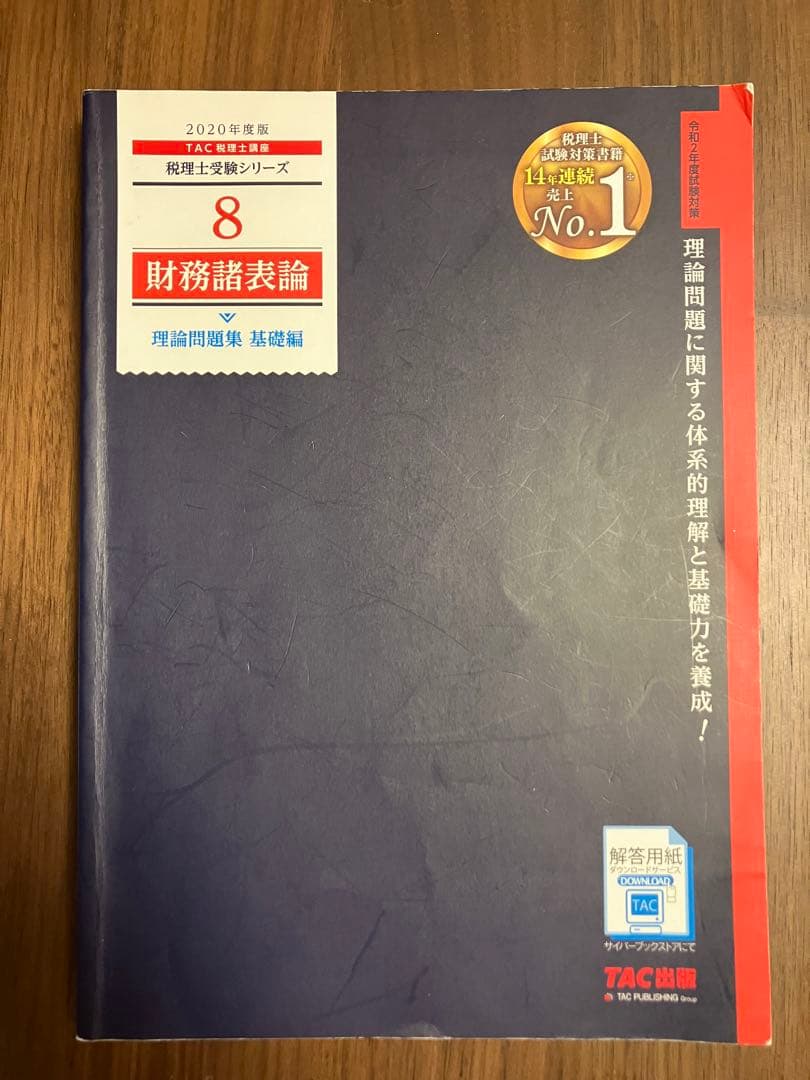 2020年度版
TAC税理士講座
税理士受験シリーズ
8
財務諸表論
理論問題集 基礎編
税理士
試験対策書籍
14年連続
売上
No.1※
令和2年度試験対策
理論問題に関する体系的理解と基礎力を養成!
解答用紙
ダウンロードサービス
DOWNLOAD
TAC
サイバーブックストアにて
TAC出版
TAC PUBLISHING Group